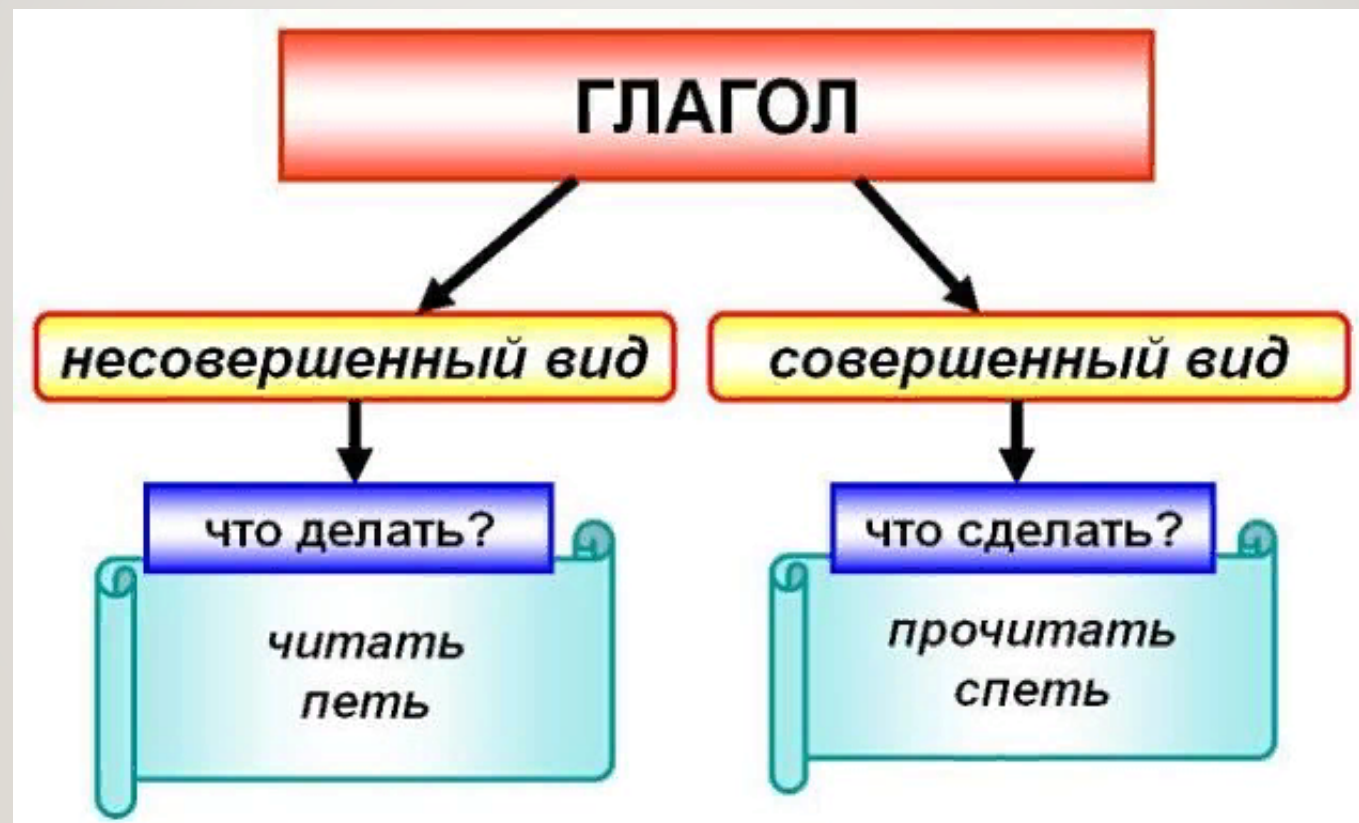 ГЛАГОЛ
несовершенный вид
совершенный вид
что делать?
что сделать?
читать
петь
прочитать
спеть